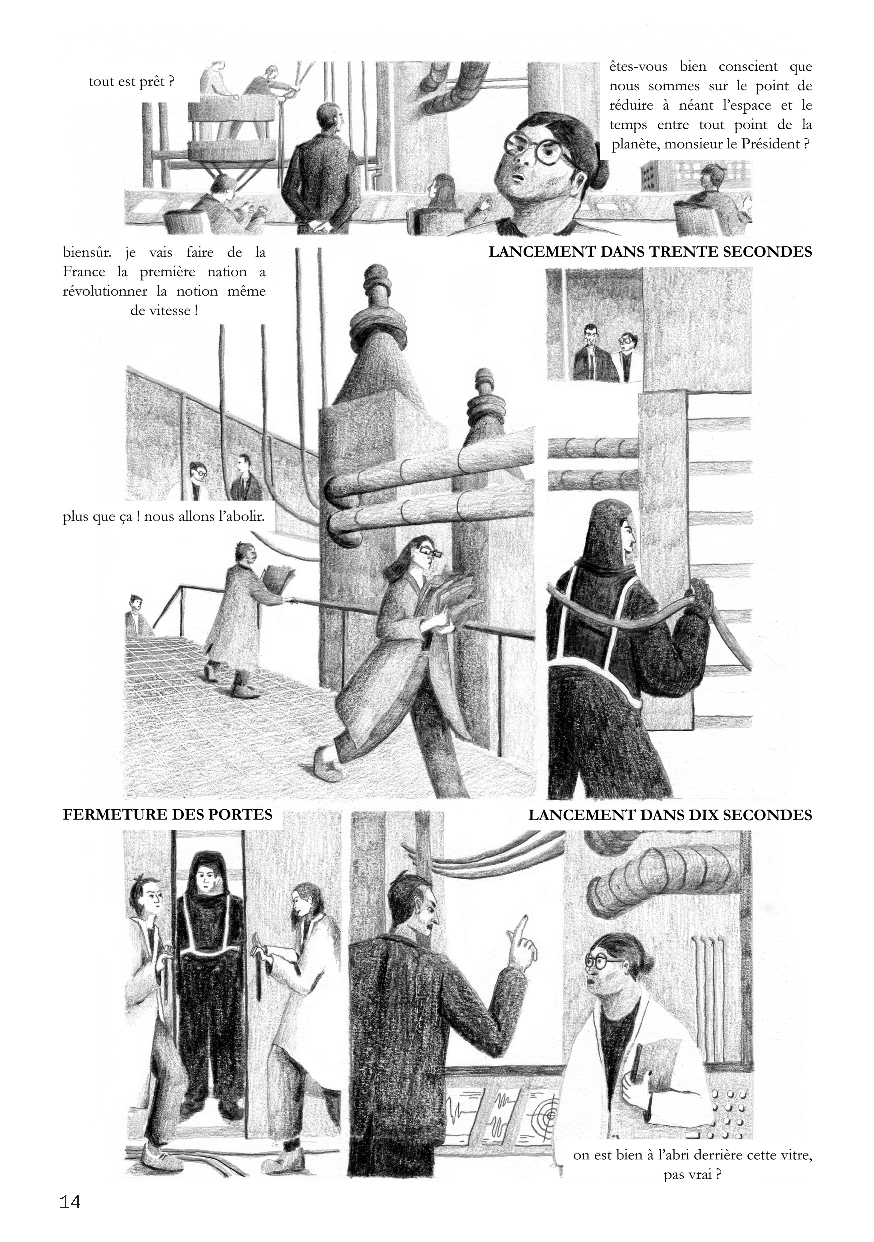 tout est prêt ?
êtes-vous bien conscient que
nous sommes sur le point de
réduire à néant l’espace et le
temps entre tout point de la
planète, monsieur le Président ?
biensûr. je vais faire de la
France la première nation a
révolutionner la notion même
de vitesse !
LANCEMENT DANS TRENTE SECONDES
plus que ça ! nous allons l’abolir.
FERMETURE DES PORTES
LANCEMENT DANS DIX SECONDES
on est bien à l’abri derrière cette vitre,
pas vrai ?
14